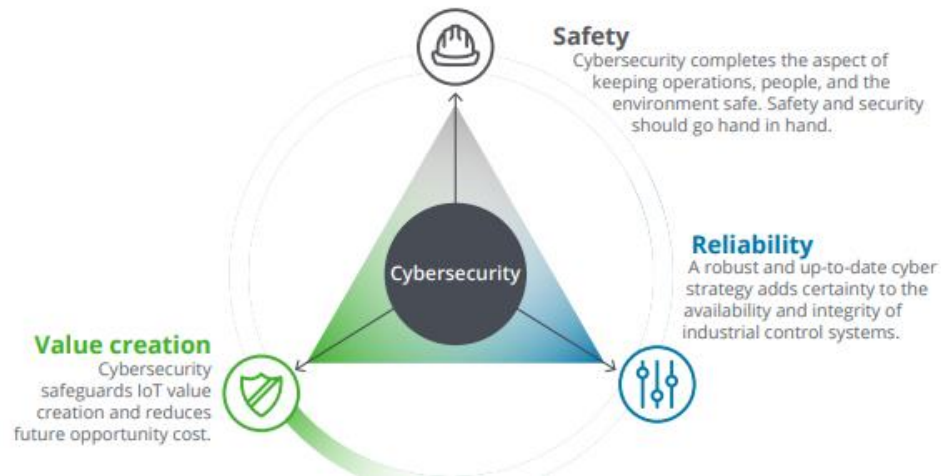 Safety
Cybersecurity completes the aspect of
keeping operations, people, and the
environment safe. Safety and security
should go hand in hand.
Cybersecurity
Reliability
A robust and up-to-date cyber
strategy adds certainty to the
availability and integrity of
industrial control systems.
Value creation
Cybersecurity
safeguards IoT value
creation and reduces
future opportunity cost.